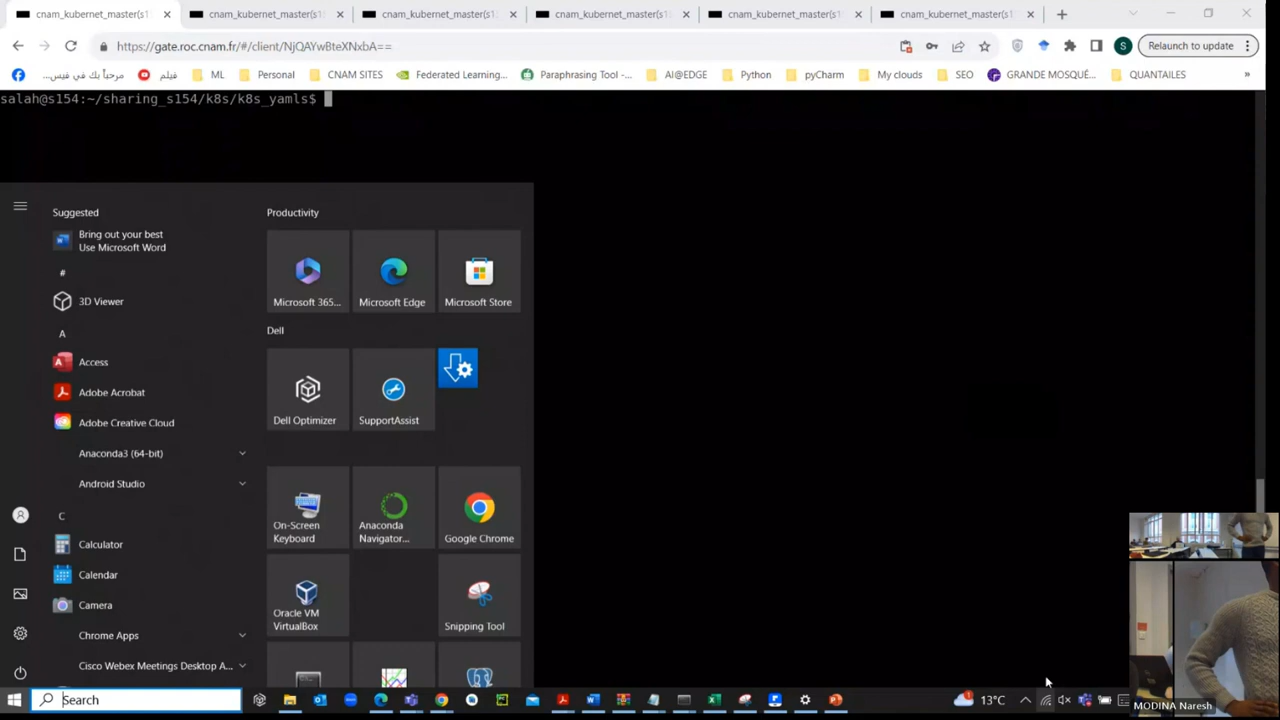 cnam_kubernet_master(s1
cnam_kubernet_master(s1
cnam_kubernet_master(s1
cnam_kubernet_master(s1
cnam_kubernet_master(s1
cnam_kubernet_master(s1
https://gate.roc.cnam.fr/#/client/NjQAYwBteXNxbA==
S
Relaunch to update
مرحباً بك في فيس...
فيلم
ML
Personal
CNAM SITES
Federated Learning...
Paraphrasing Tool -...
AI@EDGE
Python
pyCharm
My clouds
SEO
GRANDE MOSQUÉ...
QUANTAILES
»
salah@s154:~/sharing_s154/k8s/k8s_yamls$
Suggested
Bring out your best
Use Microsoft Word
#
3D Viewer
A
Access
Adobe Acrobat
Adobe Creative Cloud
Anaconda3 (64-bit)
Android Studio
C
Calculator
Calendar
Camera
Chrome Apps
Cisco Webex Meetings Desktop A...
Productivity
Microsoft 365...
Microsoft Edge
Microsoft Store
Dell
Dell Optimizer
SupportAssist
On-Screen
Keyboard
Anaconda
Navigator...
Google Chrome
Oracle VM
VirtualBox
Snipping Tool
Search
13°C
MODINA Naresh